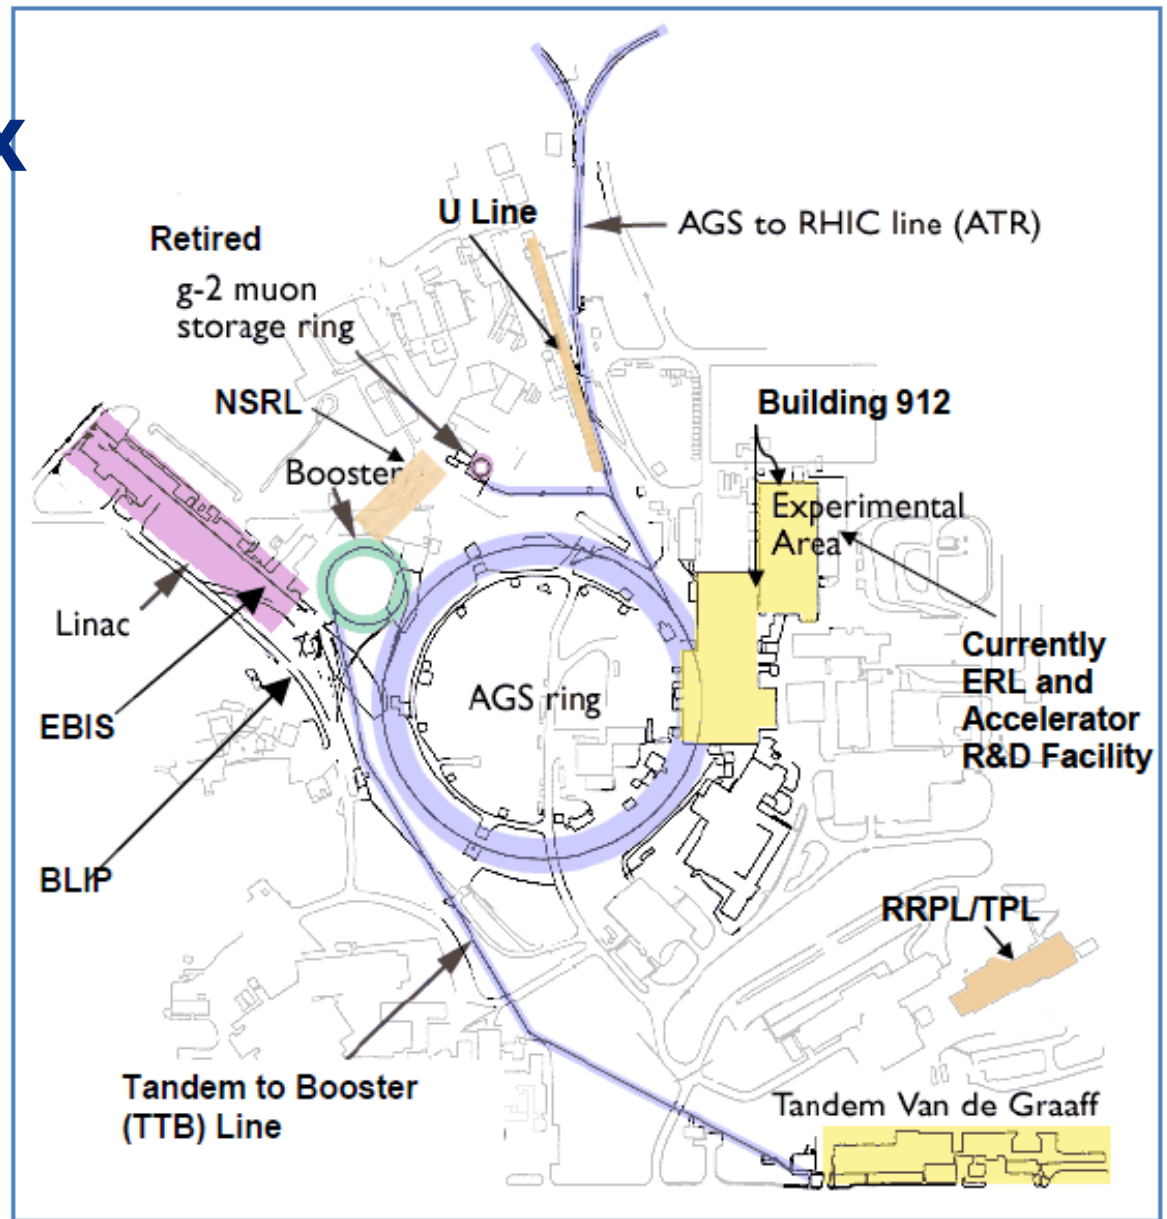 x
U Line
AGS to RHIC line (ATR)
Retired
g-2 muon
storage ring
NSRL
Building 912
Booster
Experimental
Area
Linac
Currently
ERL and
Accelerator
R&D Facility
AGS ring
EBIS
BLIP
RRPL/TPL
Tandem to Booster
(TTB) Line
Tandem Van de Graaff